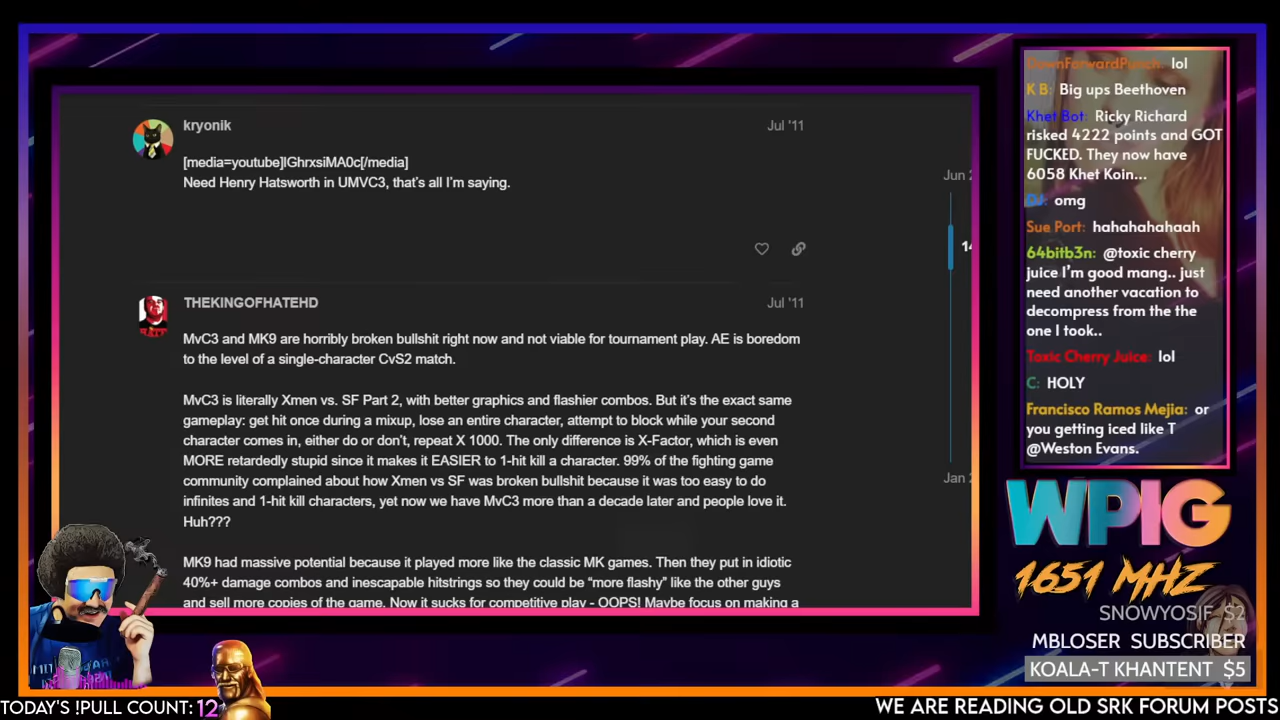 kryonik
Jul '11
[media=youtube]lGhrxsiMA0c[/media]
Need Henry Hatsworth in UMVC3, that's all I'm saying.
Jun 2
14
Jan 2
THEKINGOFHATEHD
Jul '11
MvC3 and MK9 are horribly broken bullshit right now and not viable for tournament play. AE is boredom
to the level of a single-character CvS2 match.
MvC3 is literally Xmen vs. SF Part 2, with better graphics and flashier combos. But it's the exact same
gameplay: get hit once during a mixup, lose an entire character, attempt to block while your second
character comes in, either do or don't, repeat X 1000. The only difference is X-Factor, which is even
MORE retardedly stupid since it makes it EASIER to 1-hit kill a character. 99% of the fighting game
community complained about how Xmen vs SF was broken bullshit because it was too easy to do
infinites and 1-hit kill characters, yet now we have MvC3 more than a decade later and people love it.
Huh???
MK9 had massive potential because it played more like the classic MK games. Then they put in idiotic
40%+ damage combos and inescapable hitstrings so they could be “more flashy” like the other guys
and sell more copies of the game. Now it sucks for competitive play - OOPS! Maybe focus on making a
DownForwardPunch: lol
K B: Big ups Beethoven
Khet Bot: Ricky Richard
risked 4222 points and GOT
FUCKED. They now have
6058 Khet Koin...
DJ: omg
Sue Port: hahahahahaah
64bitb3n: @toxic cherry
juice I'm good mang.. just
need another vacation to
decompress from the the
one I took..
Toxic Cherry Juice: lol
C: HOLY
Francisco Ramos Mejia: or
you getting iced like T
@Weston Evans.
WPIG
1651 MHZ
SNOWYOSIF $2
MBLOSER SUBSCRIBER
KOALA-T KHANTENT $5
TODAY'S !PULL COUNT: 12
WE ARE READING OLD SRK FORUM POSTS